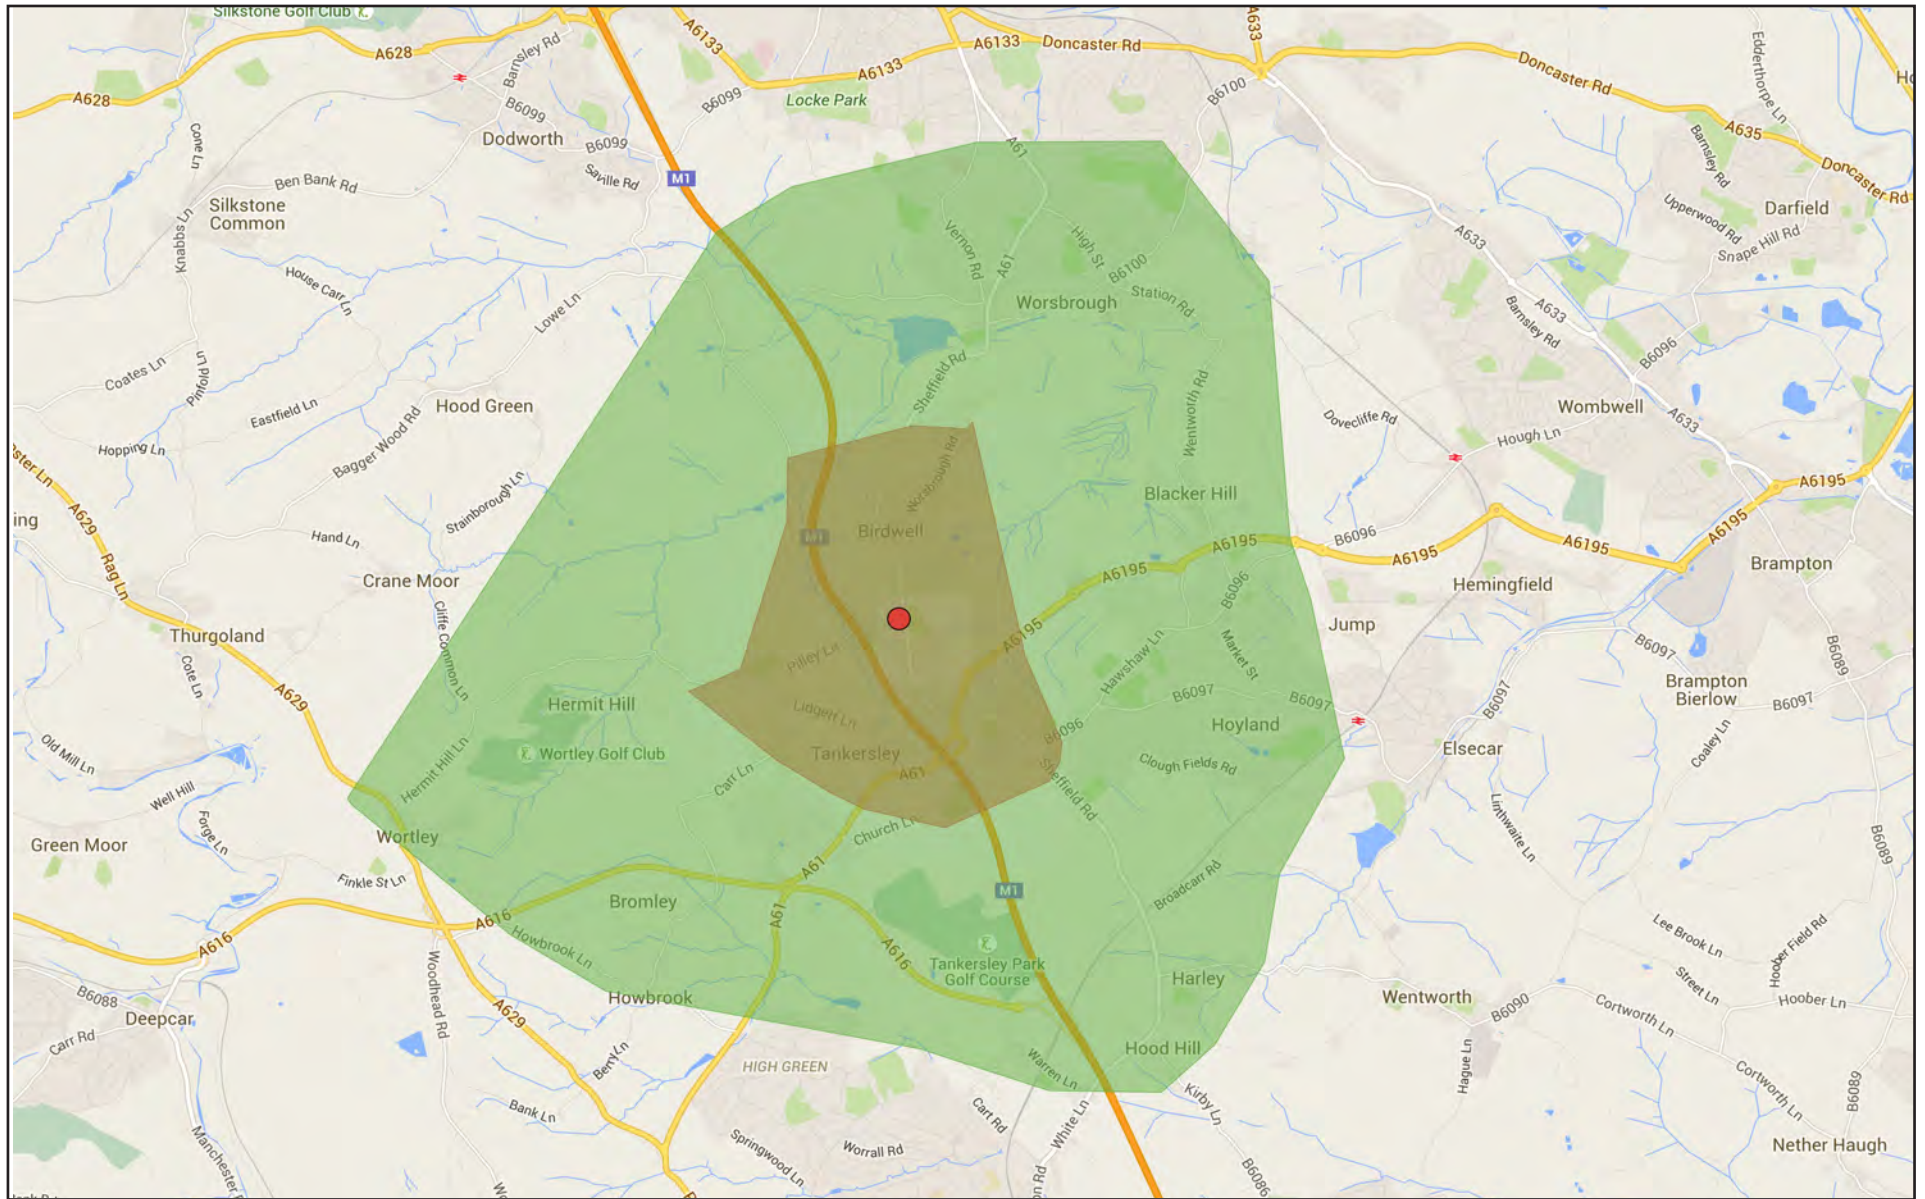 Silkstone Golf Club
A628
A628
Barnsley Rd
B6099
Dodworth
B6099
Saville Rd
B6099
A6133
A6133
A6133
Doncaster Rd
Locke Park
A61
A633
B6100
Doncaster Rd
Edderthorpe Ln
A635
Barnsley Rd
Doncaster Rd
Upperwood Rd
Darfield
Snape Hill Rd
Cone Ln
Ben Bank Rd
Silkstone
Common
Knabbs Ln
House Carr Ln
Lowe Ln
M1
Vernon Rd
A61
High St
B6100
Station Rd
Worsbrough
A633
A633
Barnsley Rd
B6096
Coates Ln
Pinfold Ln
Eastfield Ln
Hood Green
Bagger Wood Rd
Hopping Ln
Stainborough Ln
Sheffield Rd
Wentworth Rd
Dovecliffe Rd
Hough Ln
Wombwell
A633
A6195
A629
Rag Ln
Hand Ln
Crane Moor
Cliffe Common Ln
Worsbrough Rd
Birdwell
M1
Blacker Hill
A6195
A6195
B6096
A6195
A6195
A6195
B6096
Hemingfield
Brampton
Thurgoland
Cote Ln
A629
Pilley Ln
A6195
Jump
Hawshaw Ln
Market St
B6097
B6097
Hoyland
B6097
B6089
Brampton
Bierlow
B6097
B6097
Coaley Ln
Hermit Hill
Wortley Golf Club
Hermit Hill Ln
Lidgett Ln
Tankersley
A61
Carr Ln
B6096
Sheffield Rd
Clough Fields Rd
Elsecar
Linthwaite Ln
B6089
Old Mill Ln
Well Hill
Forge Ln
Green Moor
Wortley
Finkle St Ln
Church Ln
A61
A61
Bromley
M1
Broadcarr Rd
A616
A616
Howbrook Ln
A616
Tankersley Park
Golf Course
Howbrook
Harley
Lee Brook Ln
Street Ln
Hoober Field Rd
Hoober Ln
Wentworth
B6090
Cortworth Ln
Cortworth Ln
B6088
Deepcar
Carr Rd
Woodhead Rd
A629
Berry Ln
Bank Ln
HIGH GREEN
Warren Ln
Hood Hill
Kirby Ln
Hague Ln
B6089
Manchester
Springwood Ln
Worrall Rd
Cart Rd
White Ln
B6086
Nether Haugh